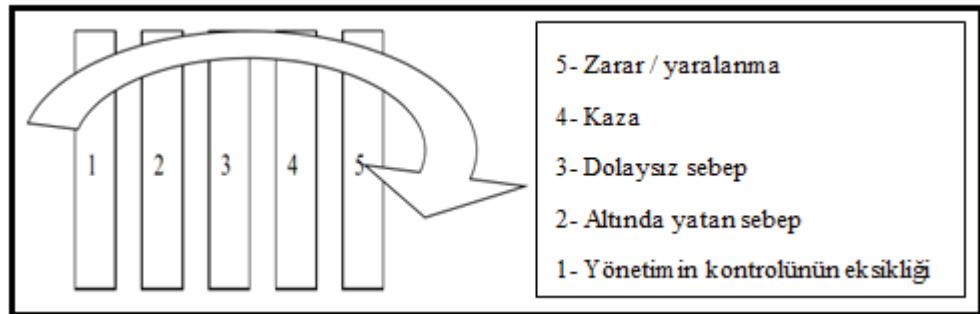 1 2 3 4 5
5- Zarar / yaralanma
4- Kaza
3- Dolaysız sebep
2- Altında yatan sebep
1- Yönetimin kontrolünün eksikliği